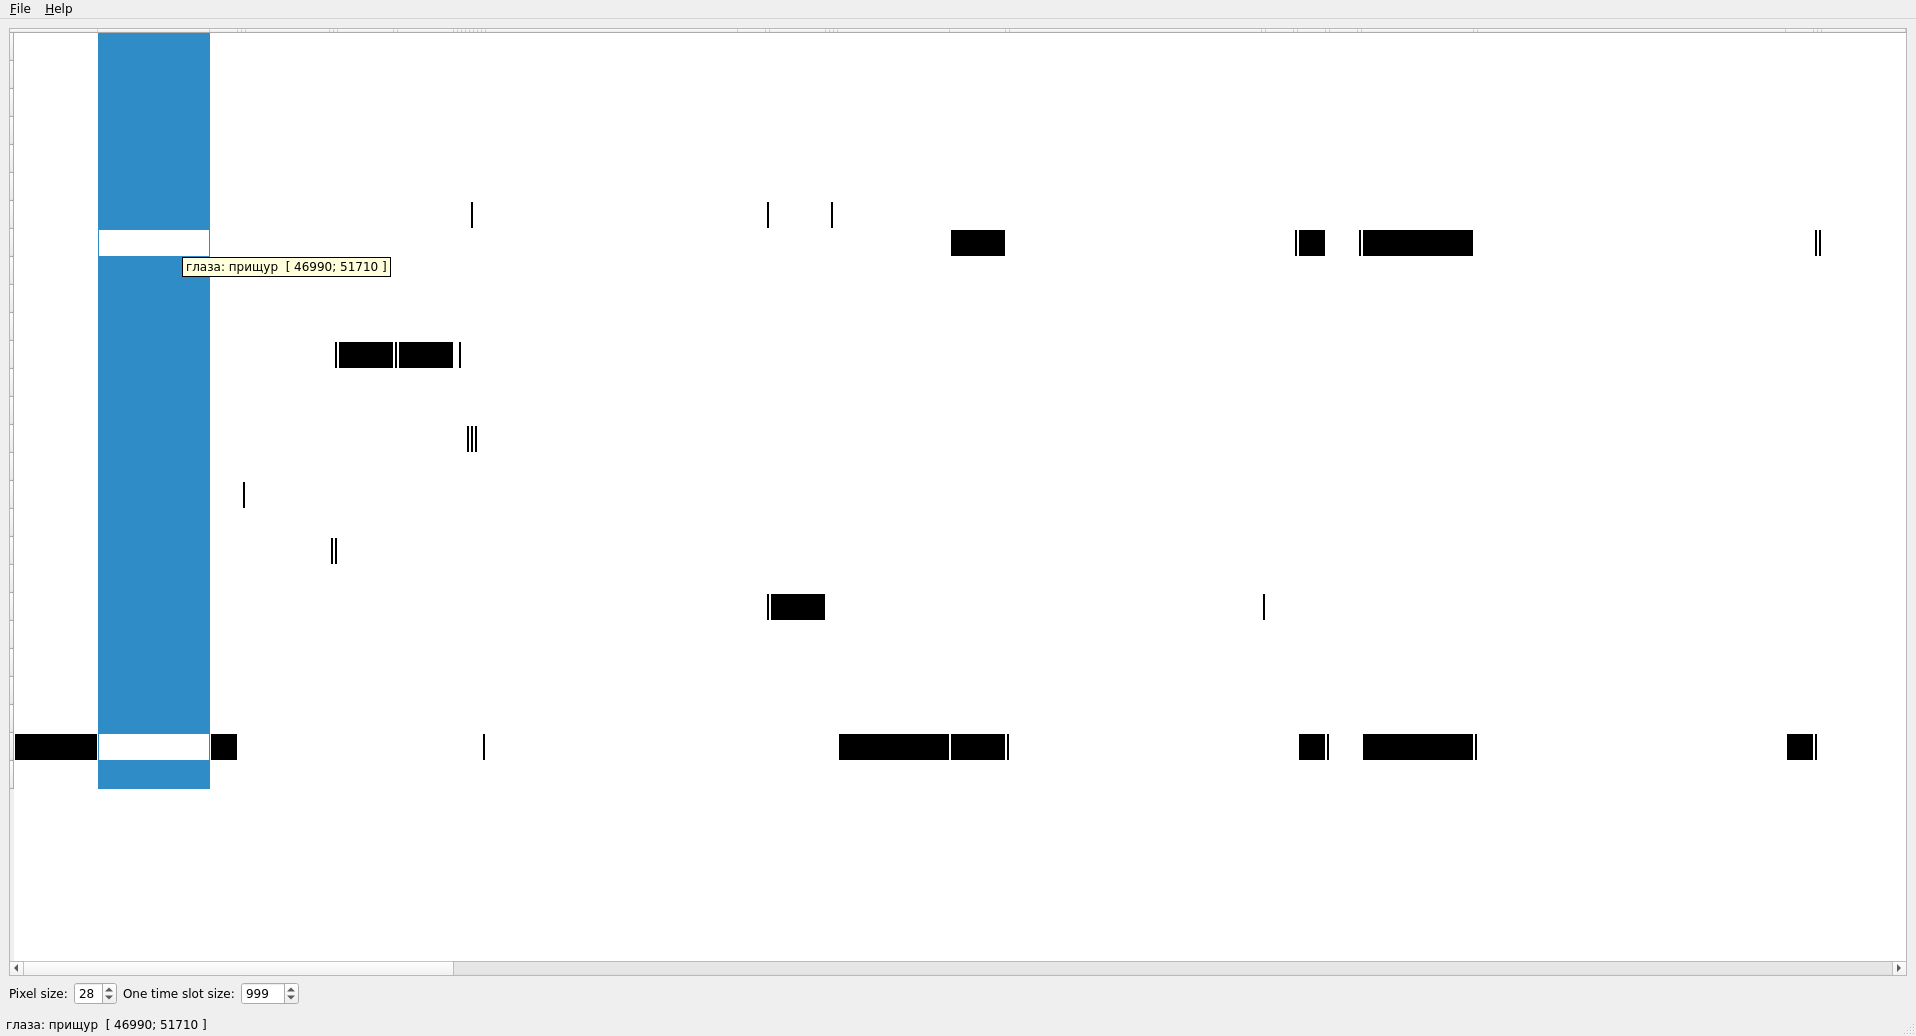 File Help
глаза: прищур [ 46990; 51710 ]
Pixel size: 28 One time slot size: 999
глаза: прищур [ 46990; 51710 ]